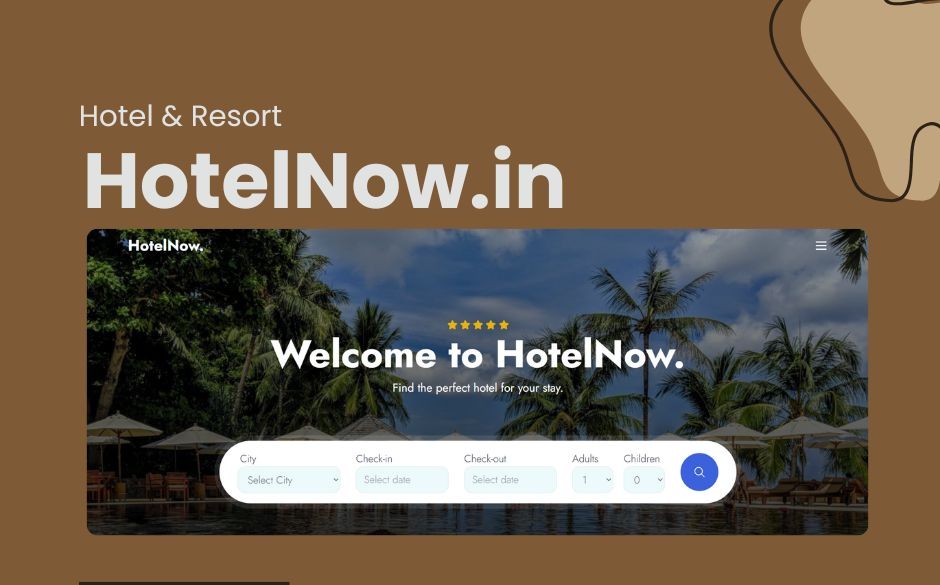 Hotel & Resort
HotelNow.in
HotelNow.
Welcome to HotelNow.
Find the perfect hotel for your stay.
City Check-in Check-out Adults Children
Select City Select date Select date 1 0